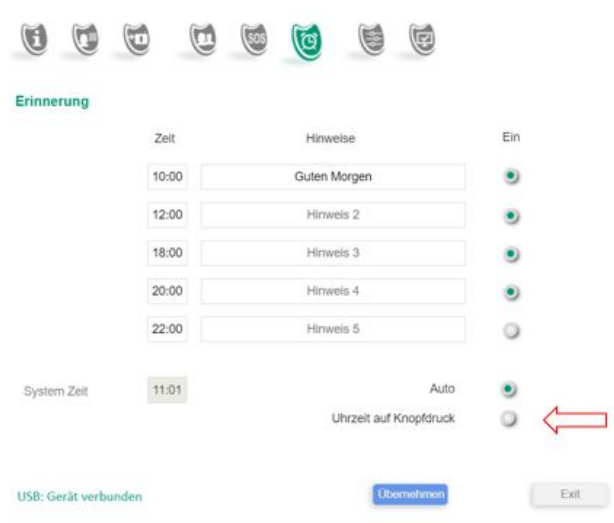 i
SOS
Erinnerung
Zeit Hinweise Ein
10:00 Guten Morgen
12:00 Hinweis 2
18:00 Hinweis 3
20:00 Hinweis 4
22:00 Hinweis 5
System Zeit 11:01 Auto
Uhrzeit auf Knopfdruck
USB: Gerät verbunden Übernehmen Exit